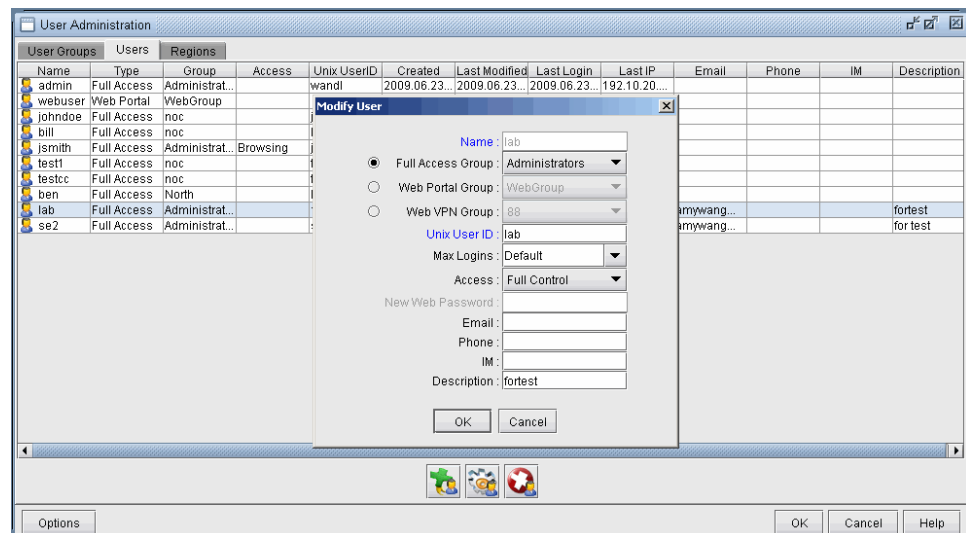 User Administration
User Groups Users Regions
Name Type Group Access Unix UserID Created Last Modified Last Login Last IP Email Phone IM Description
admin Full Access Administrat... wandl 2009.06.23... 2009.06.23... 2009.06.23... 192.10.20....
webuser Web Portal WebGroup
johndoe Full Access noc
bill Full Access noc
jsmith Full Access Administrat... Browsing
test1 Full Access noc
testcc Full Access noc
ben Full Access North
lab Full Access Administrat... amywang... fortest
se2 Full Access Administrat... amywang... for test
Modify User
Name : lab
Full Access Group : Administrators
Web Portal Group : WebGroup
Web VPN Group : 88
Unix User ID : lab
Max Logins : Default
Access : Full Control
New Web Password :
Email :
Phone :
IM :
Description : fortest
OK Cancel
Options OK Cancel Help